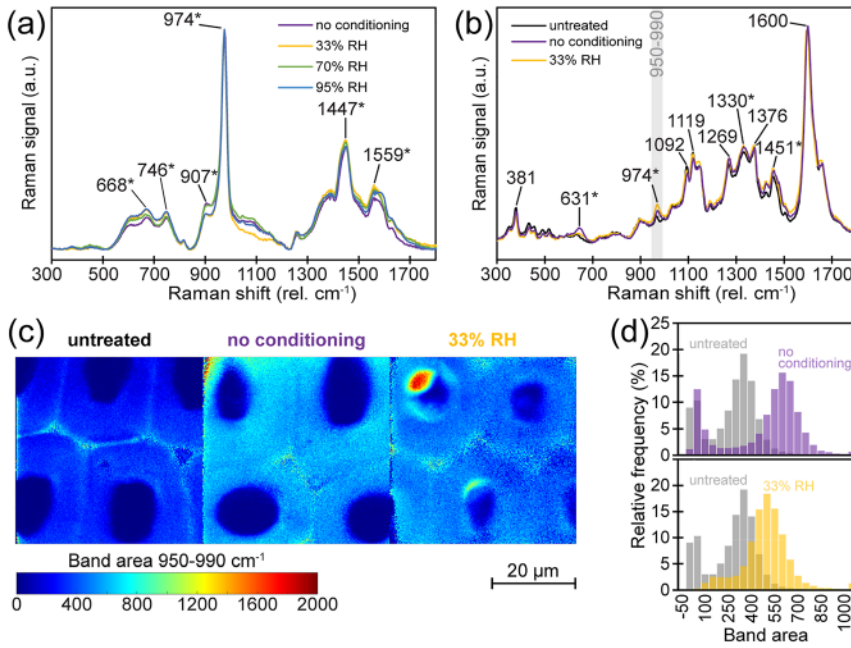 (a)
974*
no conditioning
33% RH
70% RH
95% RH
1447*
1559*
668*
746*
907*
Raman signal (a.u.)
300 500 700 900 1100 1300 1500 1700
Raman shift (rel. cm⁻¹)
(b)
untreated
no conditioning
33% RH
950-990
1600
1330*
1376
1119
1269
1092
1451*
974*
381
631*
Raman signal (a.u.)
300 500 700 900 1100 1300 1500 1700
Raman shift (rel. cm⁻¹)
(c)
untreated no conditioning 33% RH
Band area 950-990 cm⁻¹
0 400 800 1200 1600 2000
20 µm
(d)
25
20
15
10
5
0
untreated
no
conditioning
20
15
10
5
0
untreated
33% RH
Relative frequency (%)
-50 100 250 400 550 700 850 1000
Band area